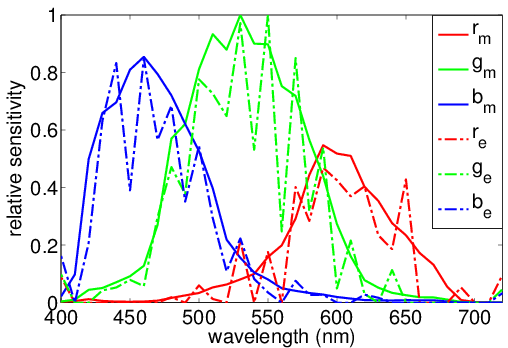 relative sensitivity
1
0.8
0.6
0.4
0.2
0
400 450 500 550 600 650 700
wavelength (nm)
r_m
g_m
b_m
r_e
g_e
b_e